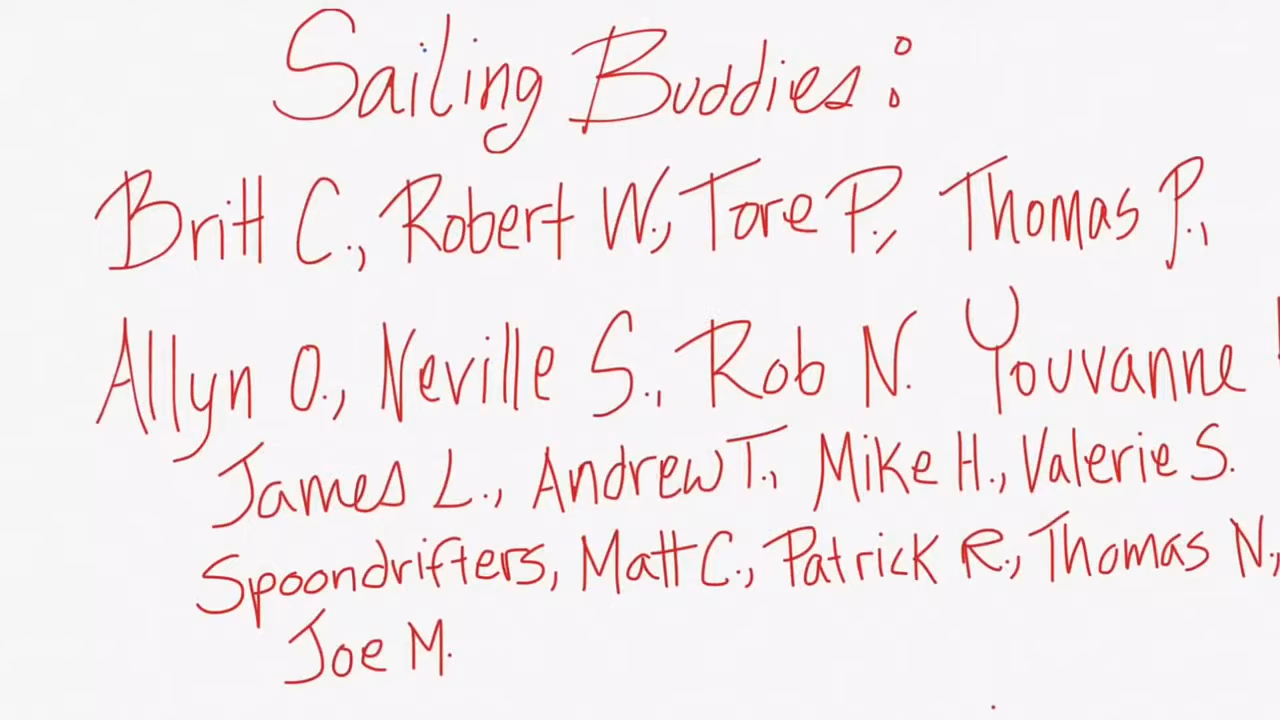 Sailing Buddies:
Britt C., Robert W., Tore P., Thomas P.,
Allyn O., Neville S., Rob N. Youvanne
James L., Andrew T., Mike H., Valerie S.
Spoondrifters, Matt C., Patrick R., Thomas N.,
Joe M.